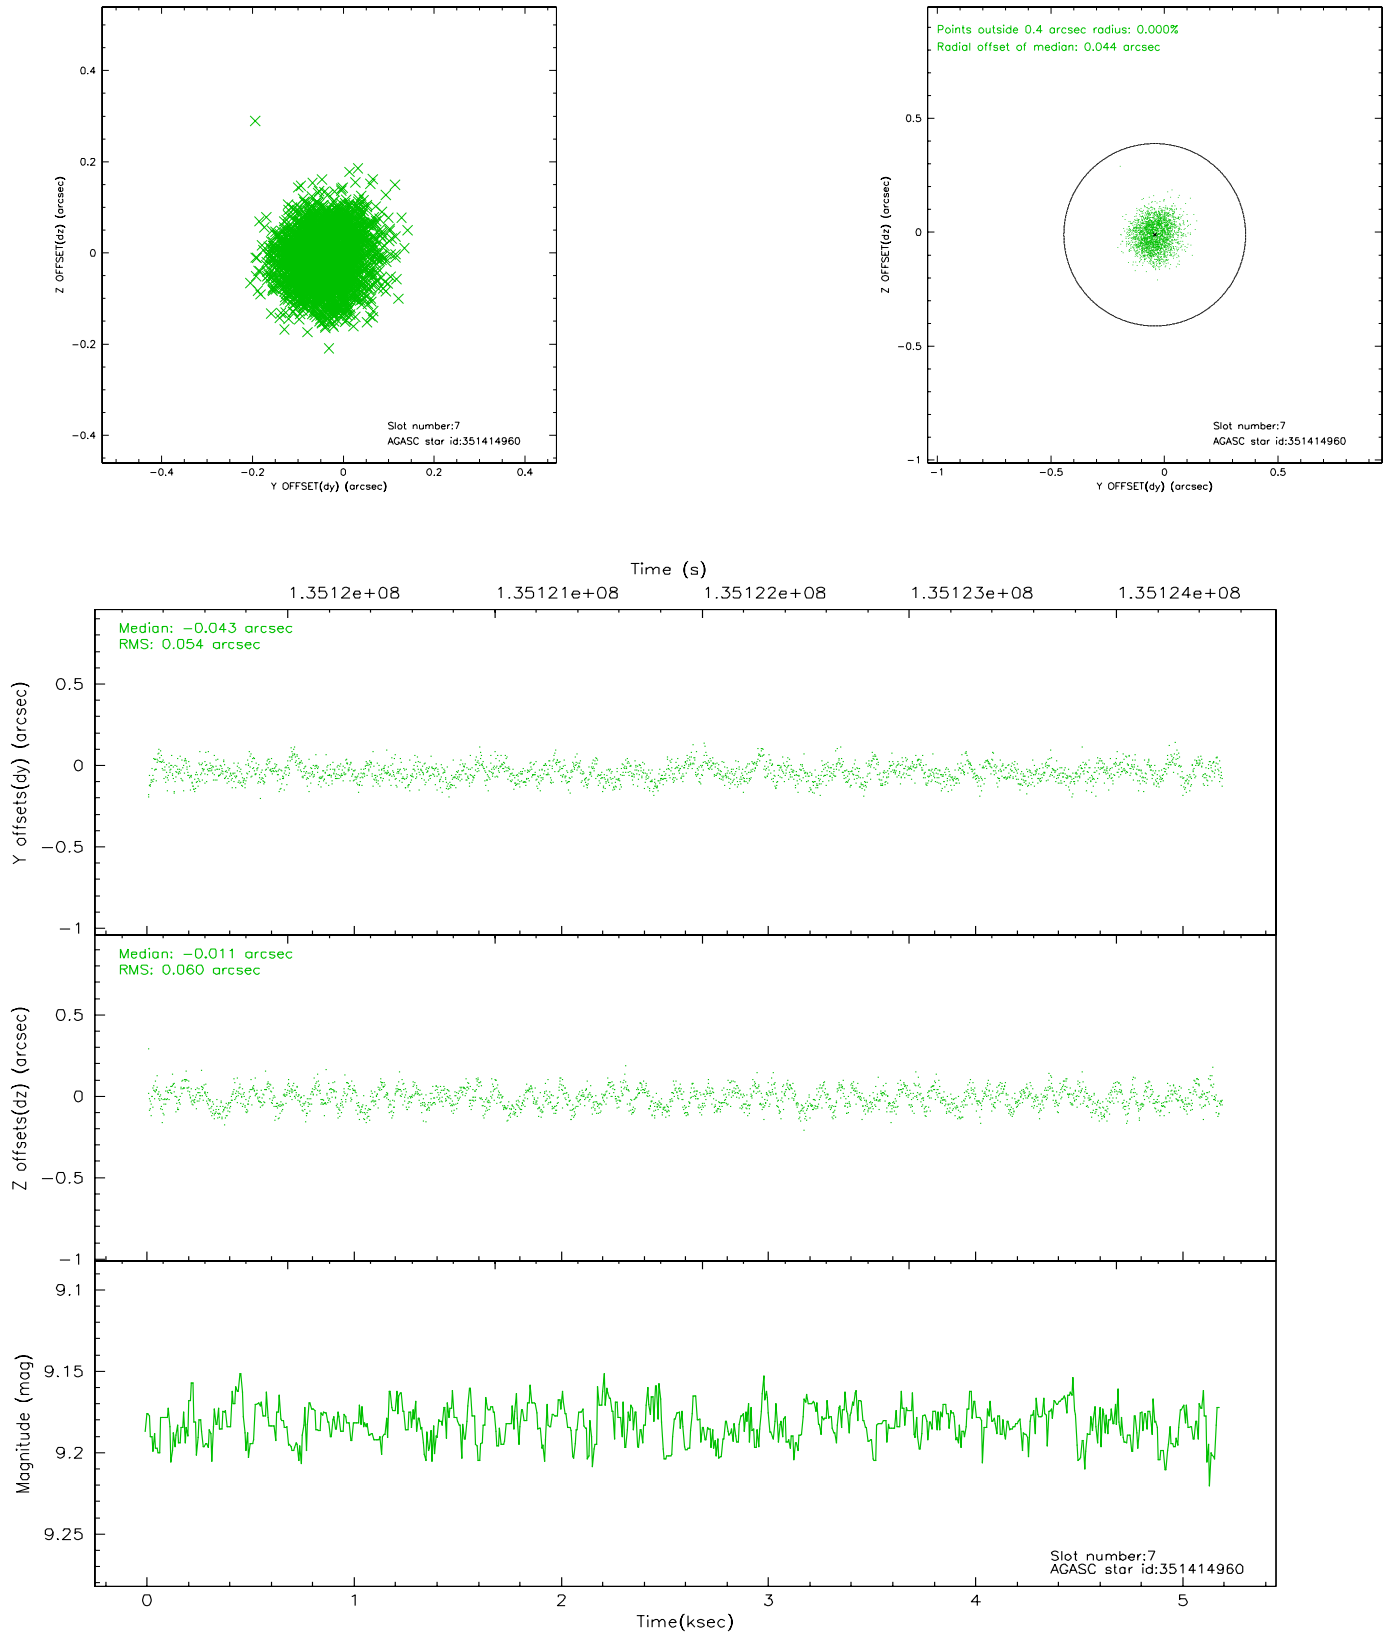 0.4
0.2
0
-0.2
-0.4
Z OFFSET(dz) (arcsec)
Slot number:7
AGASC star id:351414960
-0.4 -0.2 0 0.2 0.4
Y OFFSET(dy) (arcsec)
Points outside 0.4 arcsec radius: 0.000%
Radial offset of median: 0.044 arcsec
0.5
0
-0.5
-1
Z OFFSET(dz) (arcsec)
Slot number:7
AGASC star id:351414960
-1 -0.5 0 0.5
Y OFFSET(dy) (arcsec)
Time (s)
1.3512e+08 1.35121e+08 1.35122e+08 1.35123e+08 1.35124e+08
Median: -0.043 arcsec
RMS: 0.054 arcsec
0.5
0
-0.5
-1
Y offsets(dy) (arcsec)
Median: -0.011 arcsec
RMS: 0.060 arcsec
0.5
0
-0.5
-1
Z offsets(dz) (arcsec)
9.1
9.15
9.2
9.25
Magnitude (mag)
Slot number:7
AGASC star id:351414960
0 1 2 3 4 5
Time(ksec)